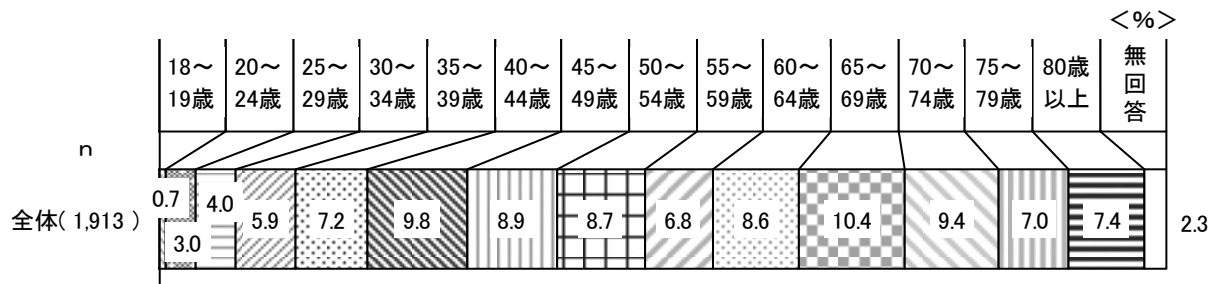 ＜%＞
18～19歳 20～24歳 25～29歳 30～34歳 35～39歳 40～44歳 45～49歳 50～54歳 55～59歳 60～64歳 65～69歳 70～74歳 75～79歳 80歳以上 無回答
n
全体( 1,913 ) 0.7 3.0 4.0 5.9 7.2 9.8 8.9 8.7 6.8 8.6 10.4 9.4 7.0 7.4 2.3